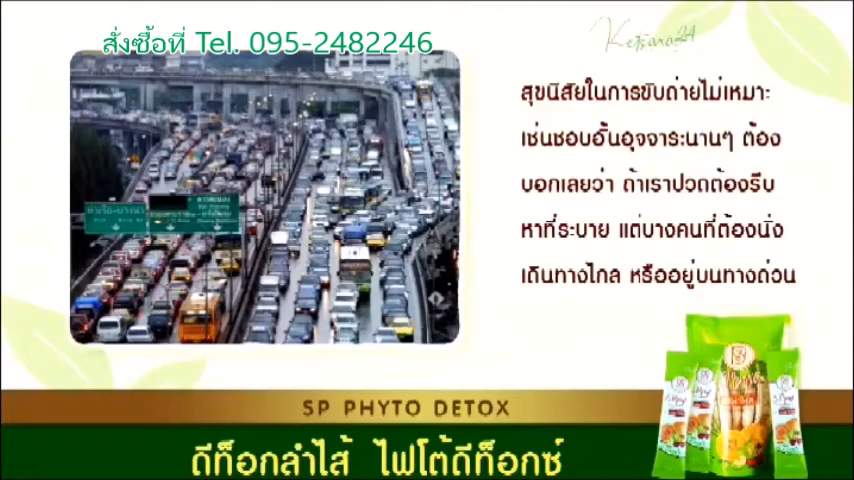 สั่งซื้อที่ Tel. 095-2482246
สุขนิสัยในการขับถ่ายไม่เหมาะ
เช่นชอบอั้นอุจจาระนานๆ ต้อง
บอกเลยว่า ถ้าเราปวดต้องรีบ
หาที่ระบาย แต่บางคนที่ต้องนั่ง
เดินทางไกล หรืออยู่บนทางด่วน
SP PHYTO DETOX
ดีท็อกลำไส้ ไฟโต้ดีท็อกซ์